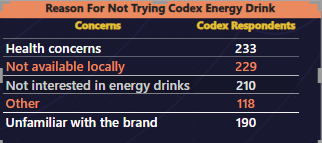 Reason For Not Trying Codex Energy Drink
Concerns Codex Respondents
Health concerns 233
Not available locally 229
Not interested in energy drinks 210
Other 118
Unfamiliar with the brand 190